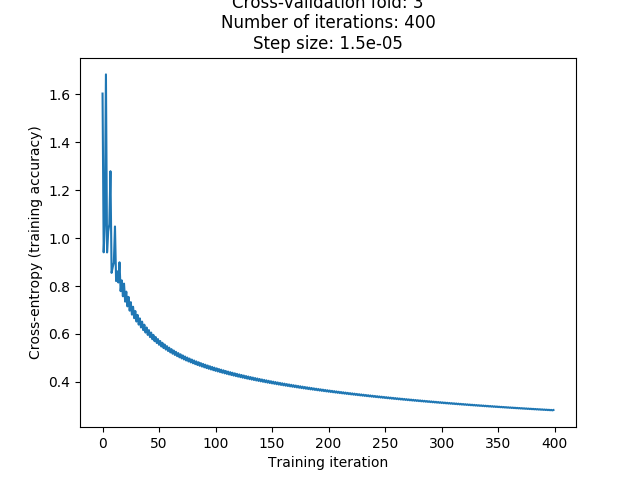 Cross-validation fold: 3
Number of iterations: 400
Step size: 1.5e-05
1.6
1.4
1.2
1.0
0.8
0.6
0.4
Cross-entropy (training accuracy)
0 50 100 150 200 250 300 350 400
Training iteration